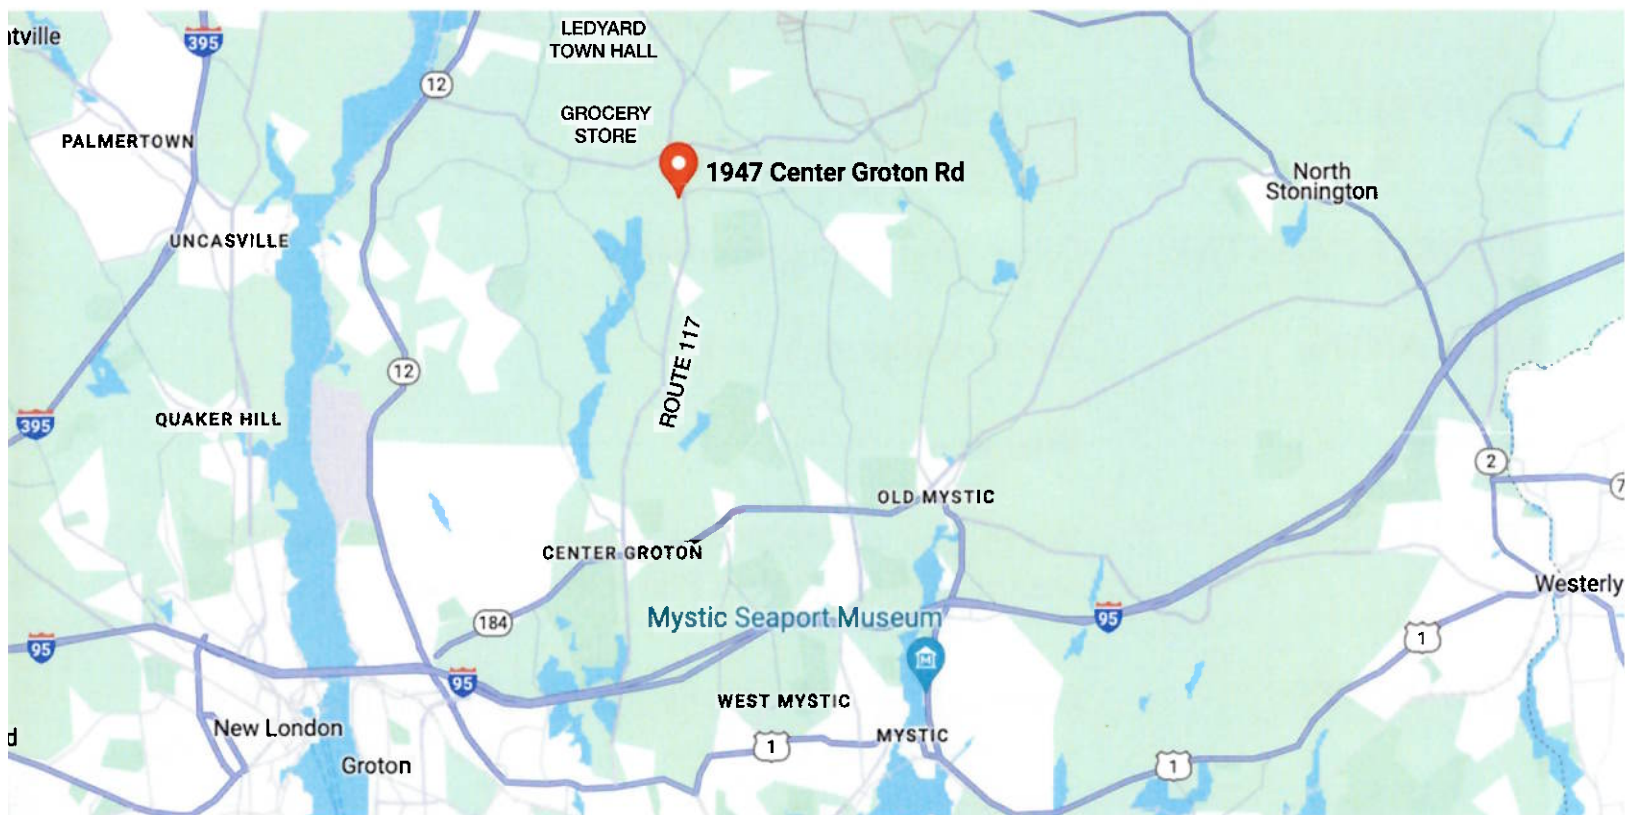 ntville
395
LEDYARD
TOWN HALL
12
GROCERY
STORE
PALMERTOWN
1947 Center Groton Rd
North
Stonington
UNCASVILLE
ROUTE 117
12
QUAKER HILL
395
2
7
OLD MYSTIC
CENTER GROTON
Westerly
184
Mystic Seaport Museum
95
1
95
95
WEST MYSTIC
New London
MYSTIC
d
1
Groton
1